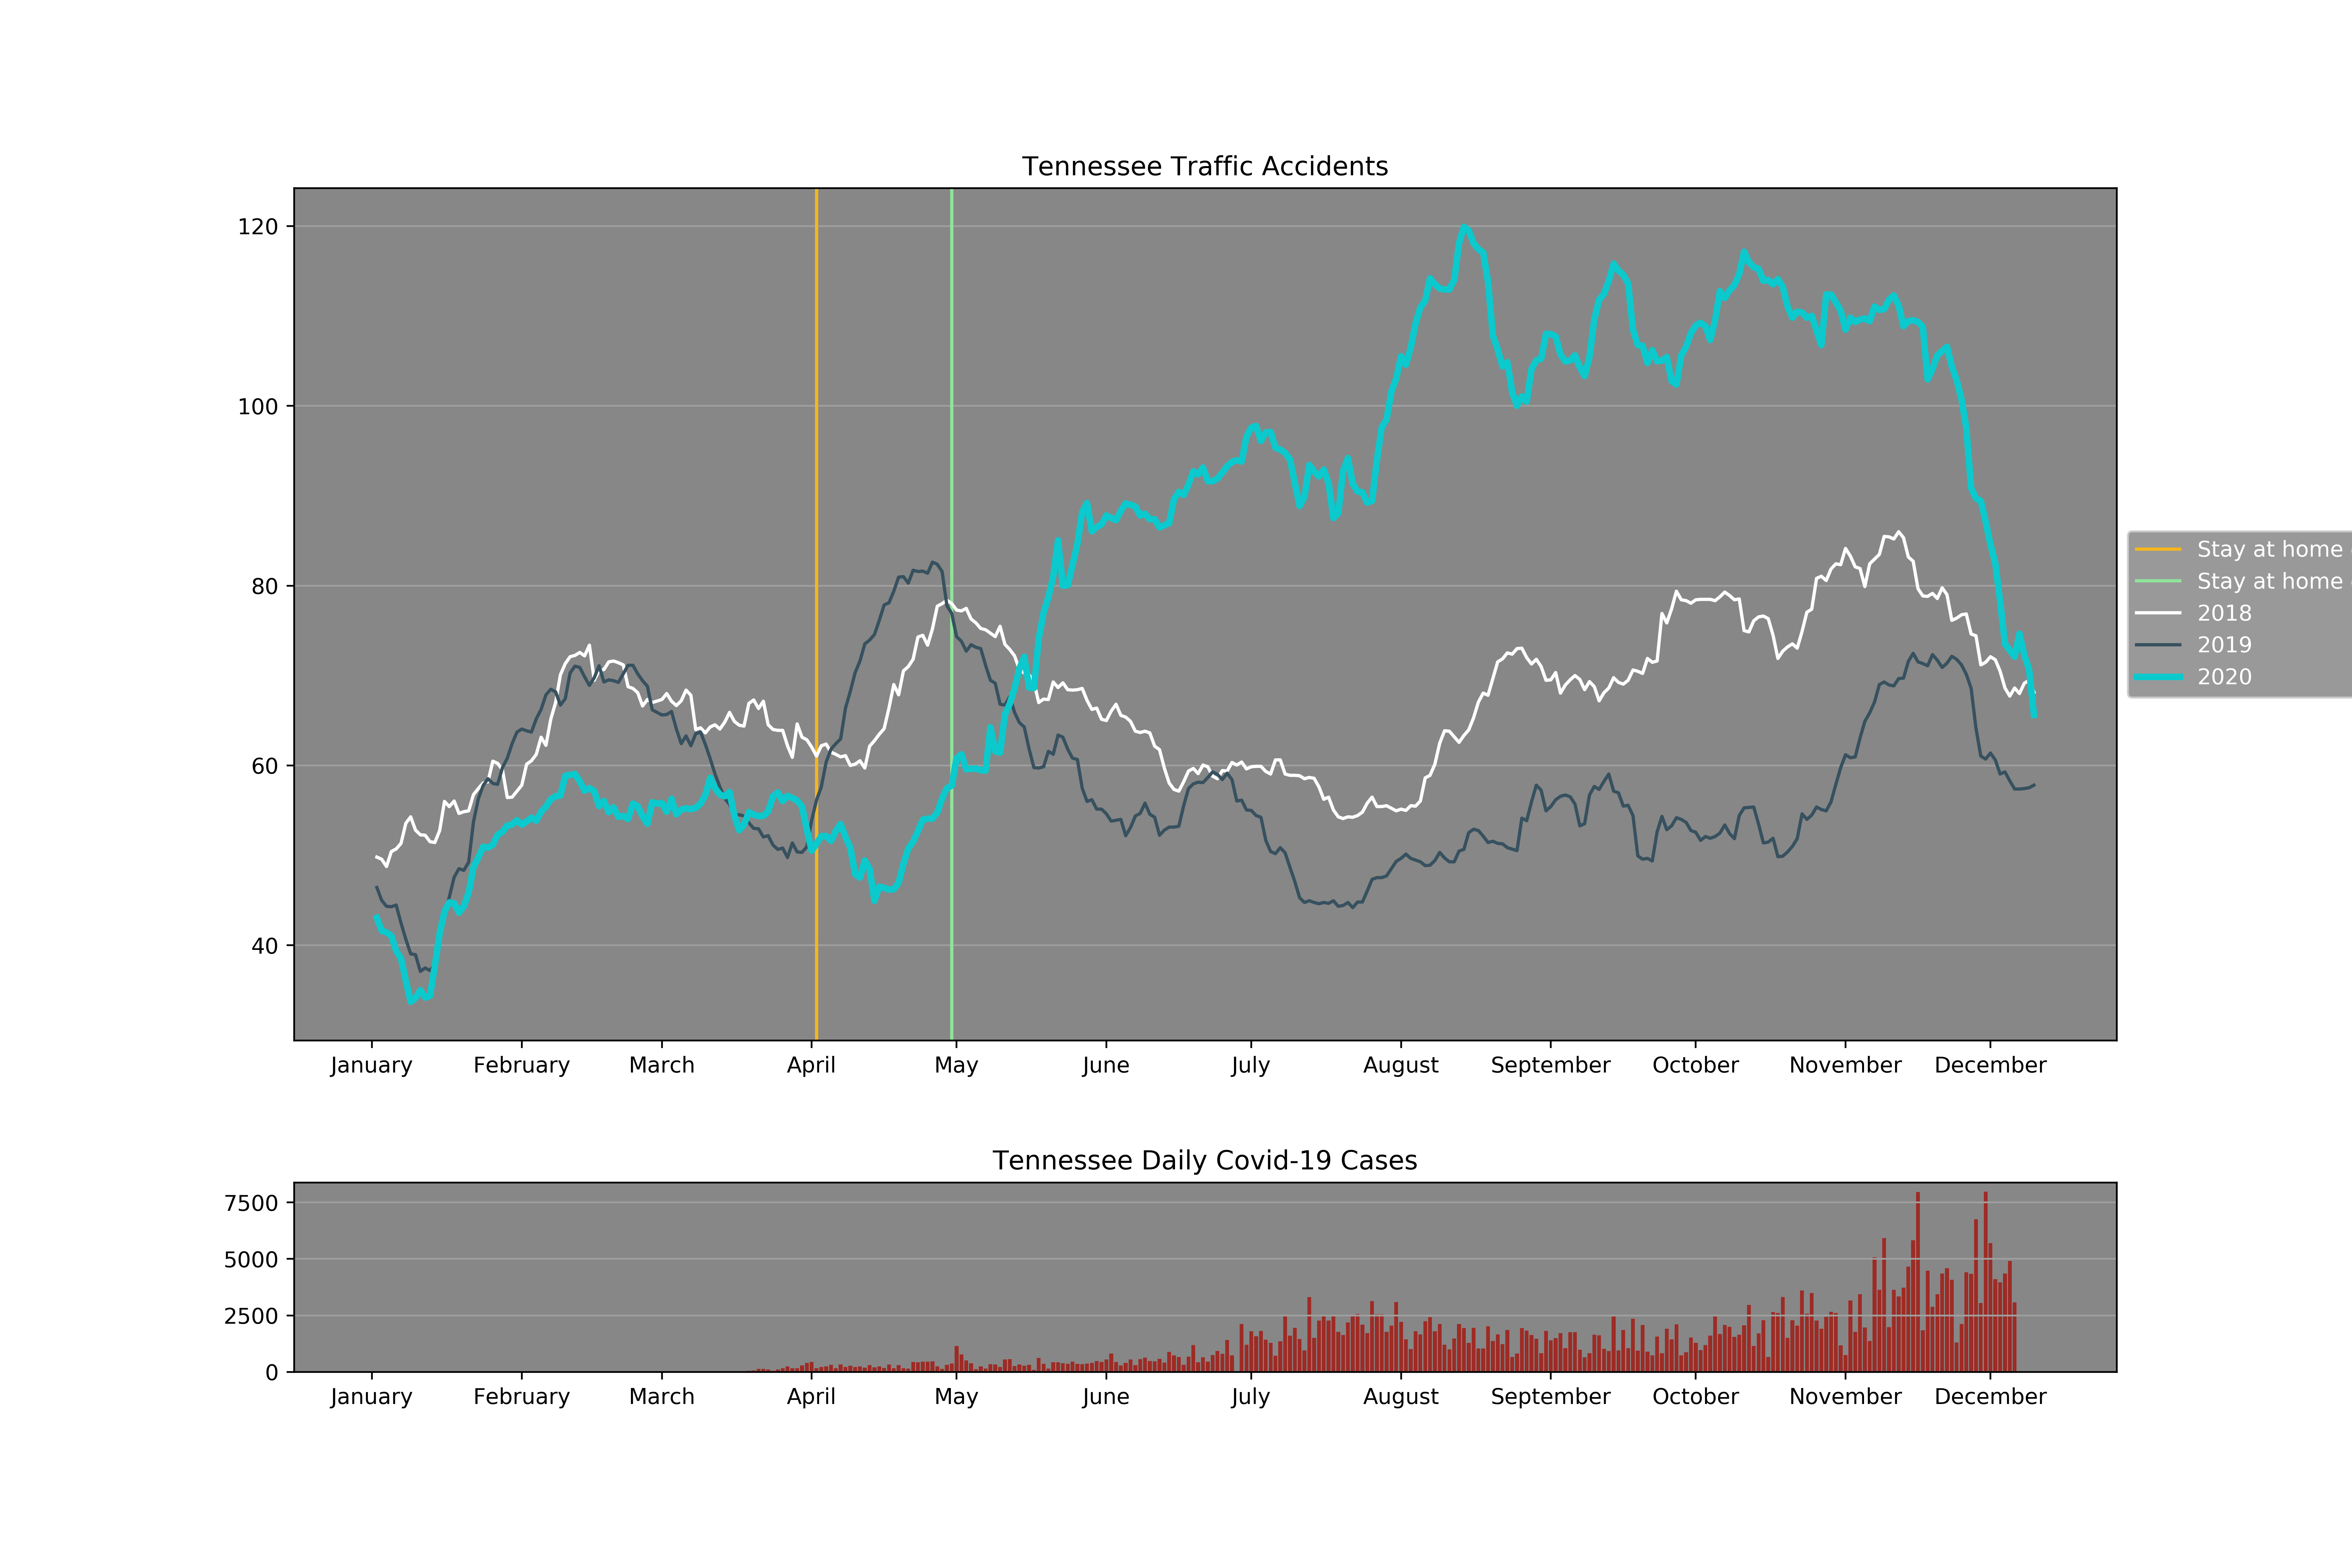 Tennessee Traffic Accidents
120
100
80
60
40
January February March April May June July August September October November December
Stay at home
Stay at home
2018
2019
2020
Tennessee Daily Covid-19 Cases
7500
5000
2500
0
January February March April May June July August September October November December